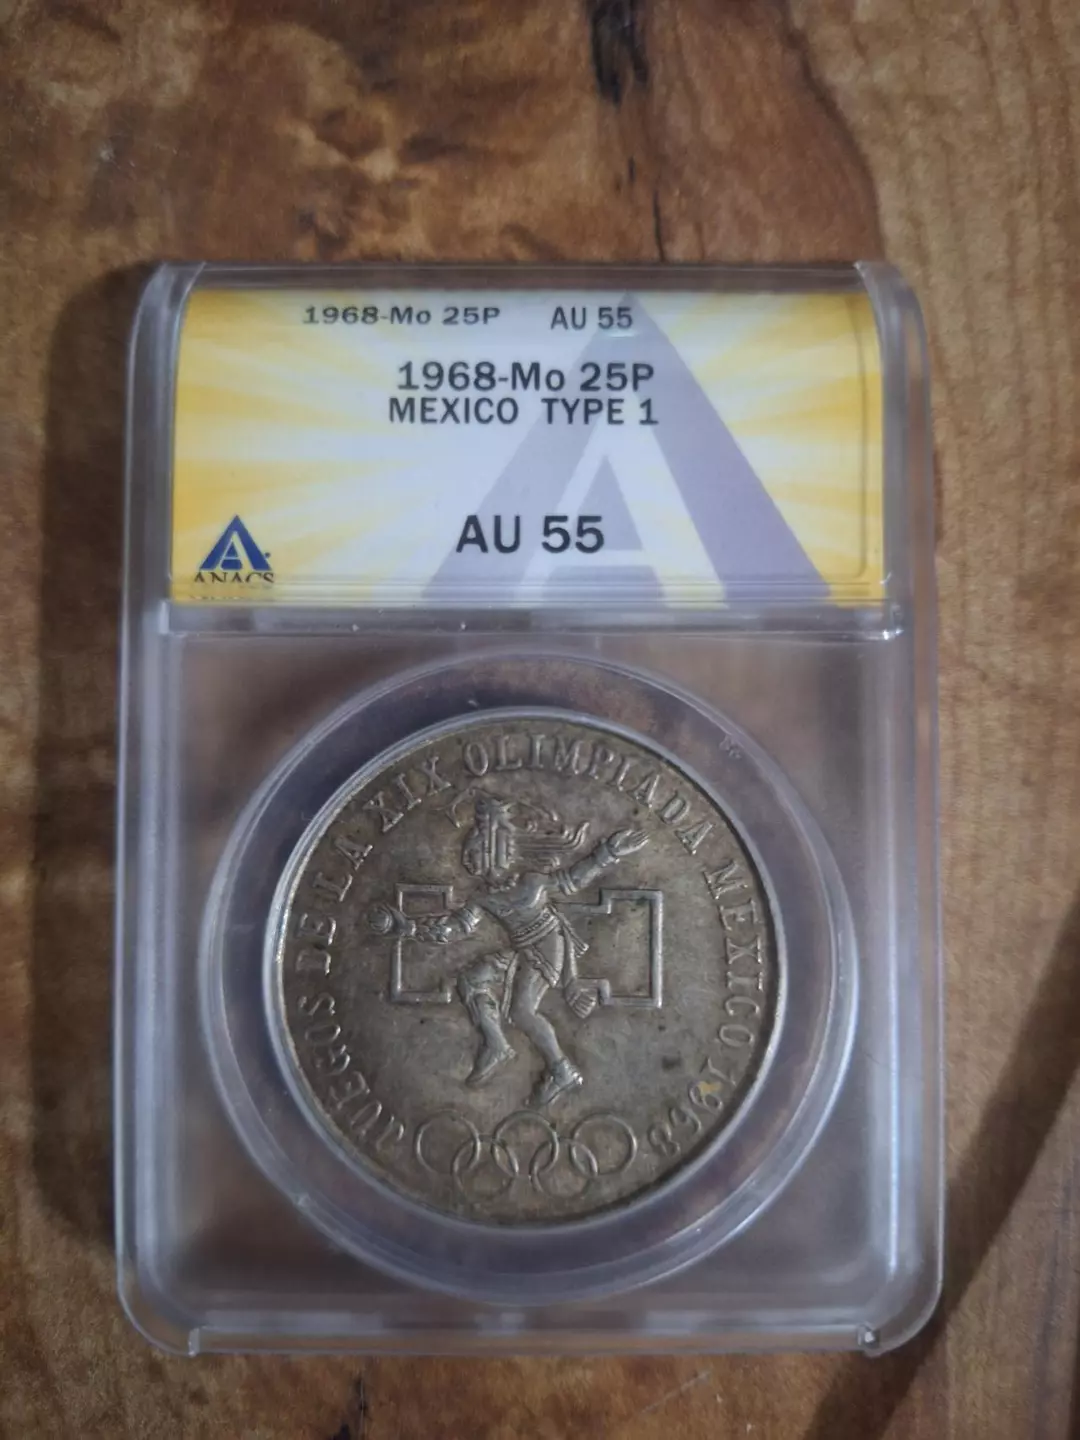 1968-Mo 25P AU 55
1968-Mo 25P
MEXICO TYPE 1
AU 55
ANACS
JUEGOS DE LA XIX OLIMPIADA MEXICO 1968